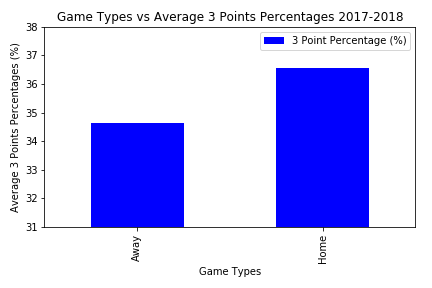 Game Types vs Average 3 Points Percentages 2017-2018
3 Point Percentage (%)
Average 3 Points Percentages (%)
38
37
36
35
34
33
32
31
Away
Home
Game Types